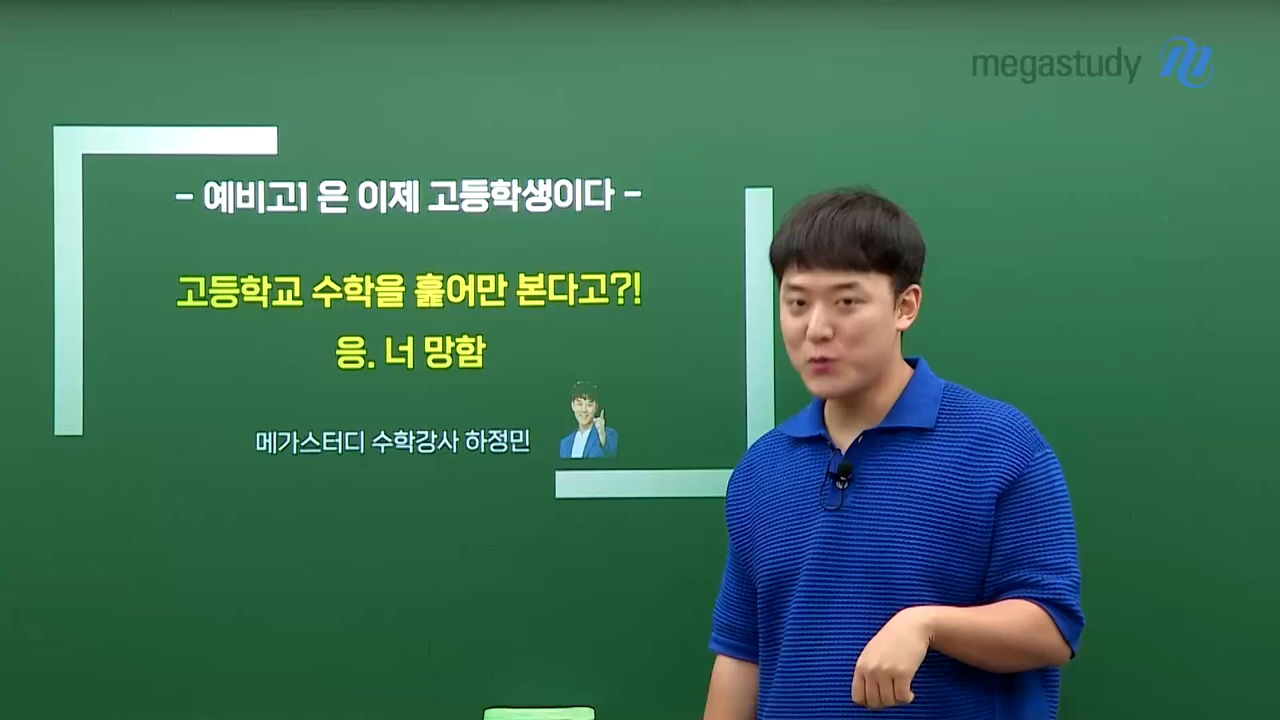 megastudy
- 예비고1 은 이제 고등학생이다 -
고등학교 수학을 훑어만 본다고?!
응. 너 망함
메가스터디 수학강사 하정민